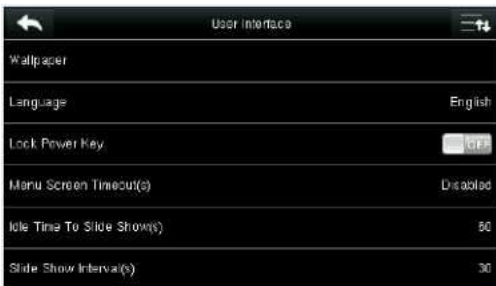 User Interface
Wallpaper
Language English
Lock Power Key OFF
Menu Screen Timeout(s) Disabled
Idle Time To Slide Show(s) 60
Slide Show Interval(s) 30